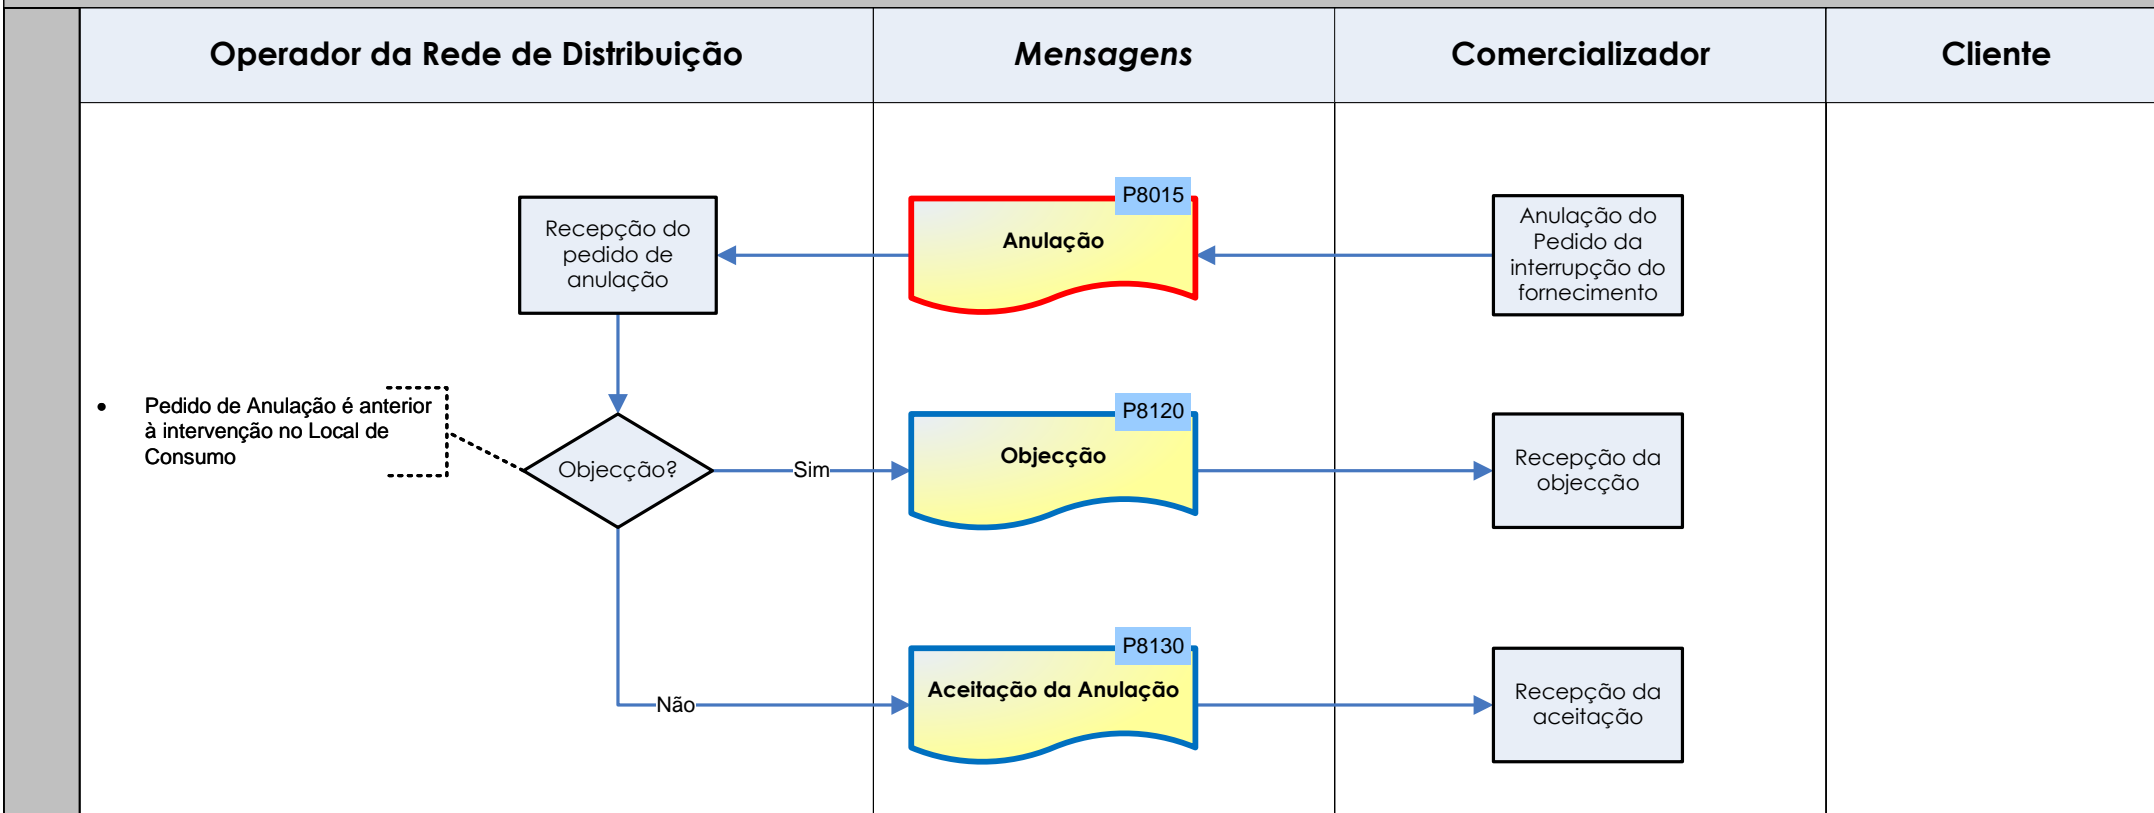 Operador da Rede de Distribuição
Mensagens
Comercializador
Cliente
Recepção do
pedido de
anulação
P8015
Anulação
Anulação do
Pedido da
interrupção do
fornecimento
• Pedido de Anulação é anterior
à intervenção no Local de
Consumo
Objecção?
Sim
P8120
Objecção
Recepção da
objecção
Não
P8130
Aceitação da Anulação
Recepção da
aceitação